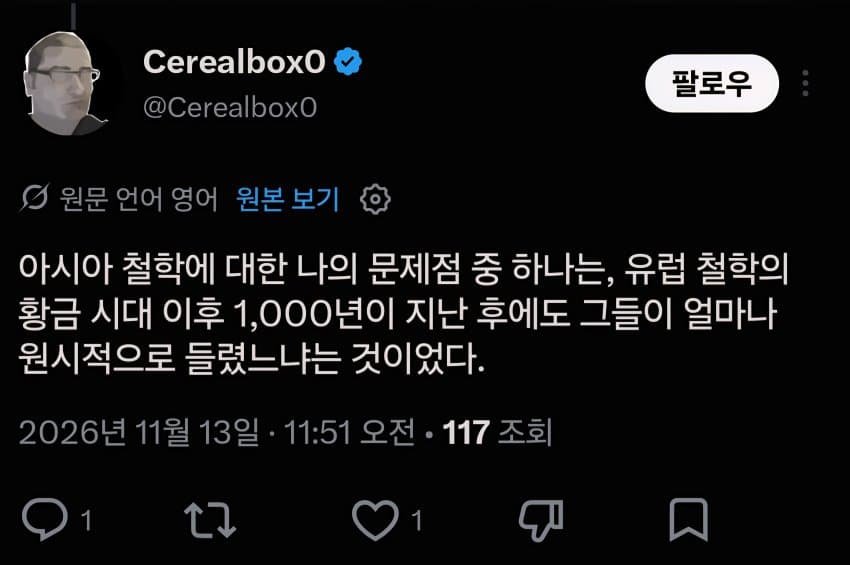 Cerealbox0
@Cerealbox0
팔로우
원문 언어 영어 원본 보기
아시아 철학에 대한 나의 문제점 중 하나는, 유럽 철학의
황금 시대 이후 1,000년이 지난 후에도 그들이 얼마나
원시적으로 들렸느냐는 것이었다.
2026년 11월 13일 · 11:51 오전 • 117 조회
1 1